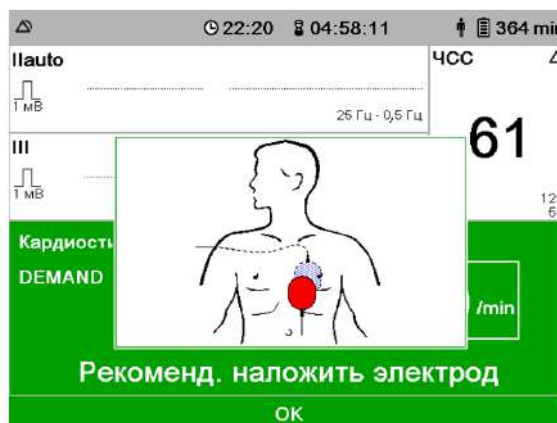 22:20 04:58:11 364 min
IIauto
ЧСС
1 мВ
25 Гц - 0,5 Гц
61
III
1 мВ
DEMAND
/min
Рекоменд. наложить электрод
OK